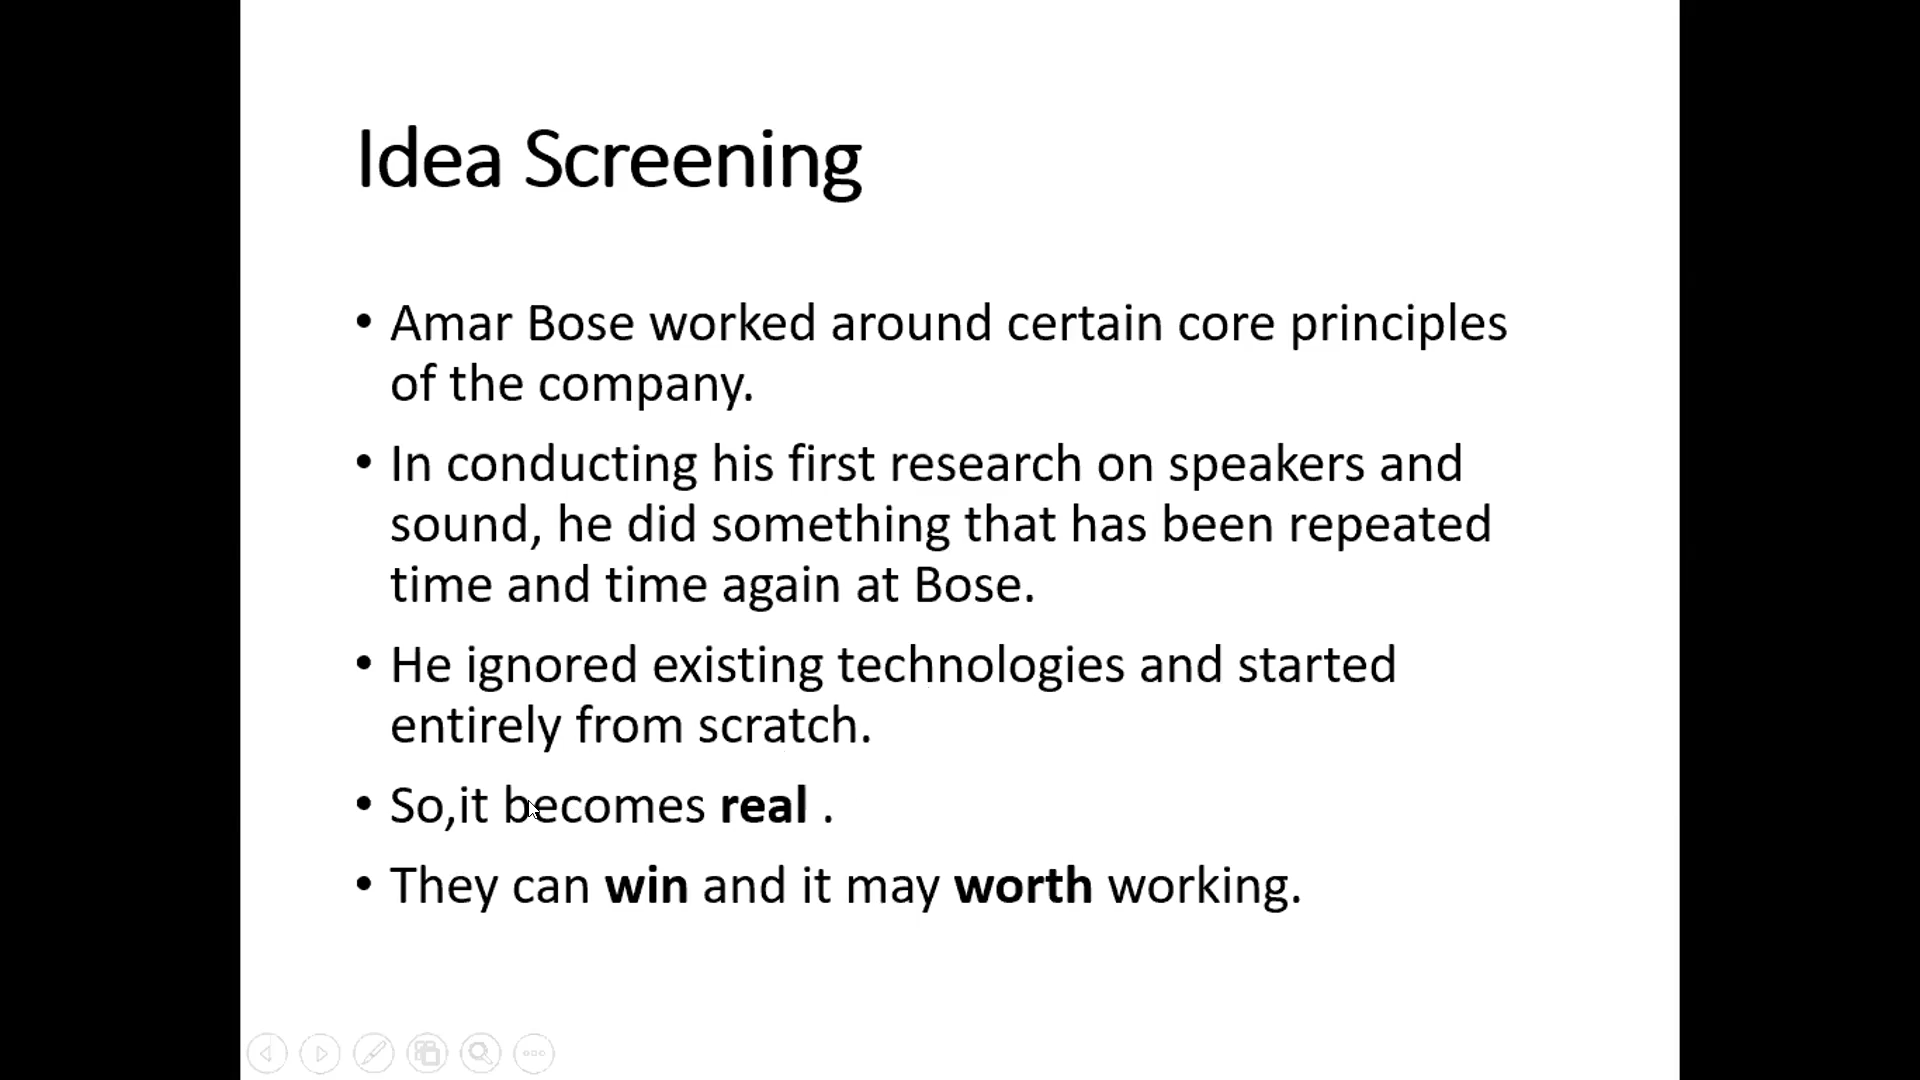 Idea Screening
• Amar Bose worked around certain core principles
of the company.
• In conducting his first research on speakers and
sound, he did something that has been repeated
time and time again at Bose.
• He ignored existing technologies and started
entirely from scratch.
• So,it becomes real .
• They can win and it may worth working.